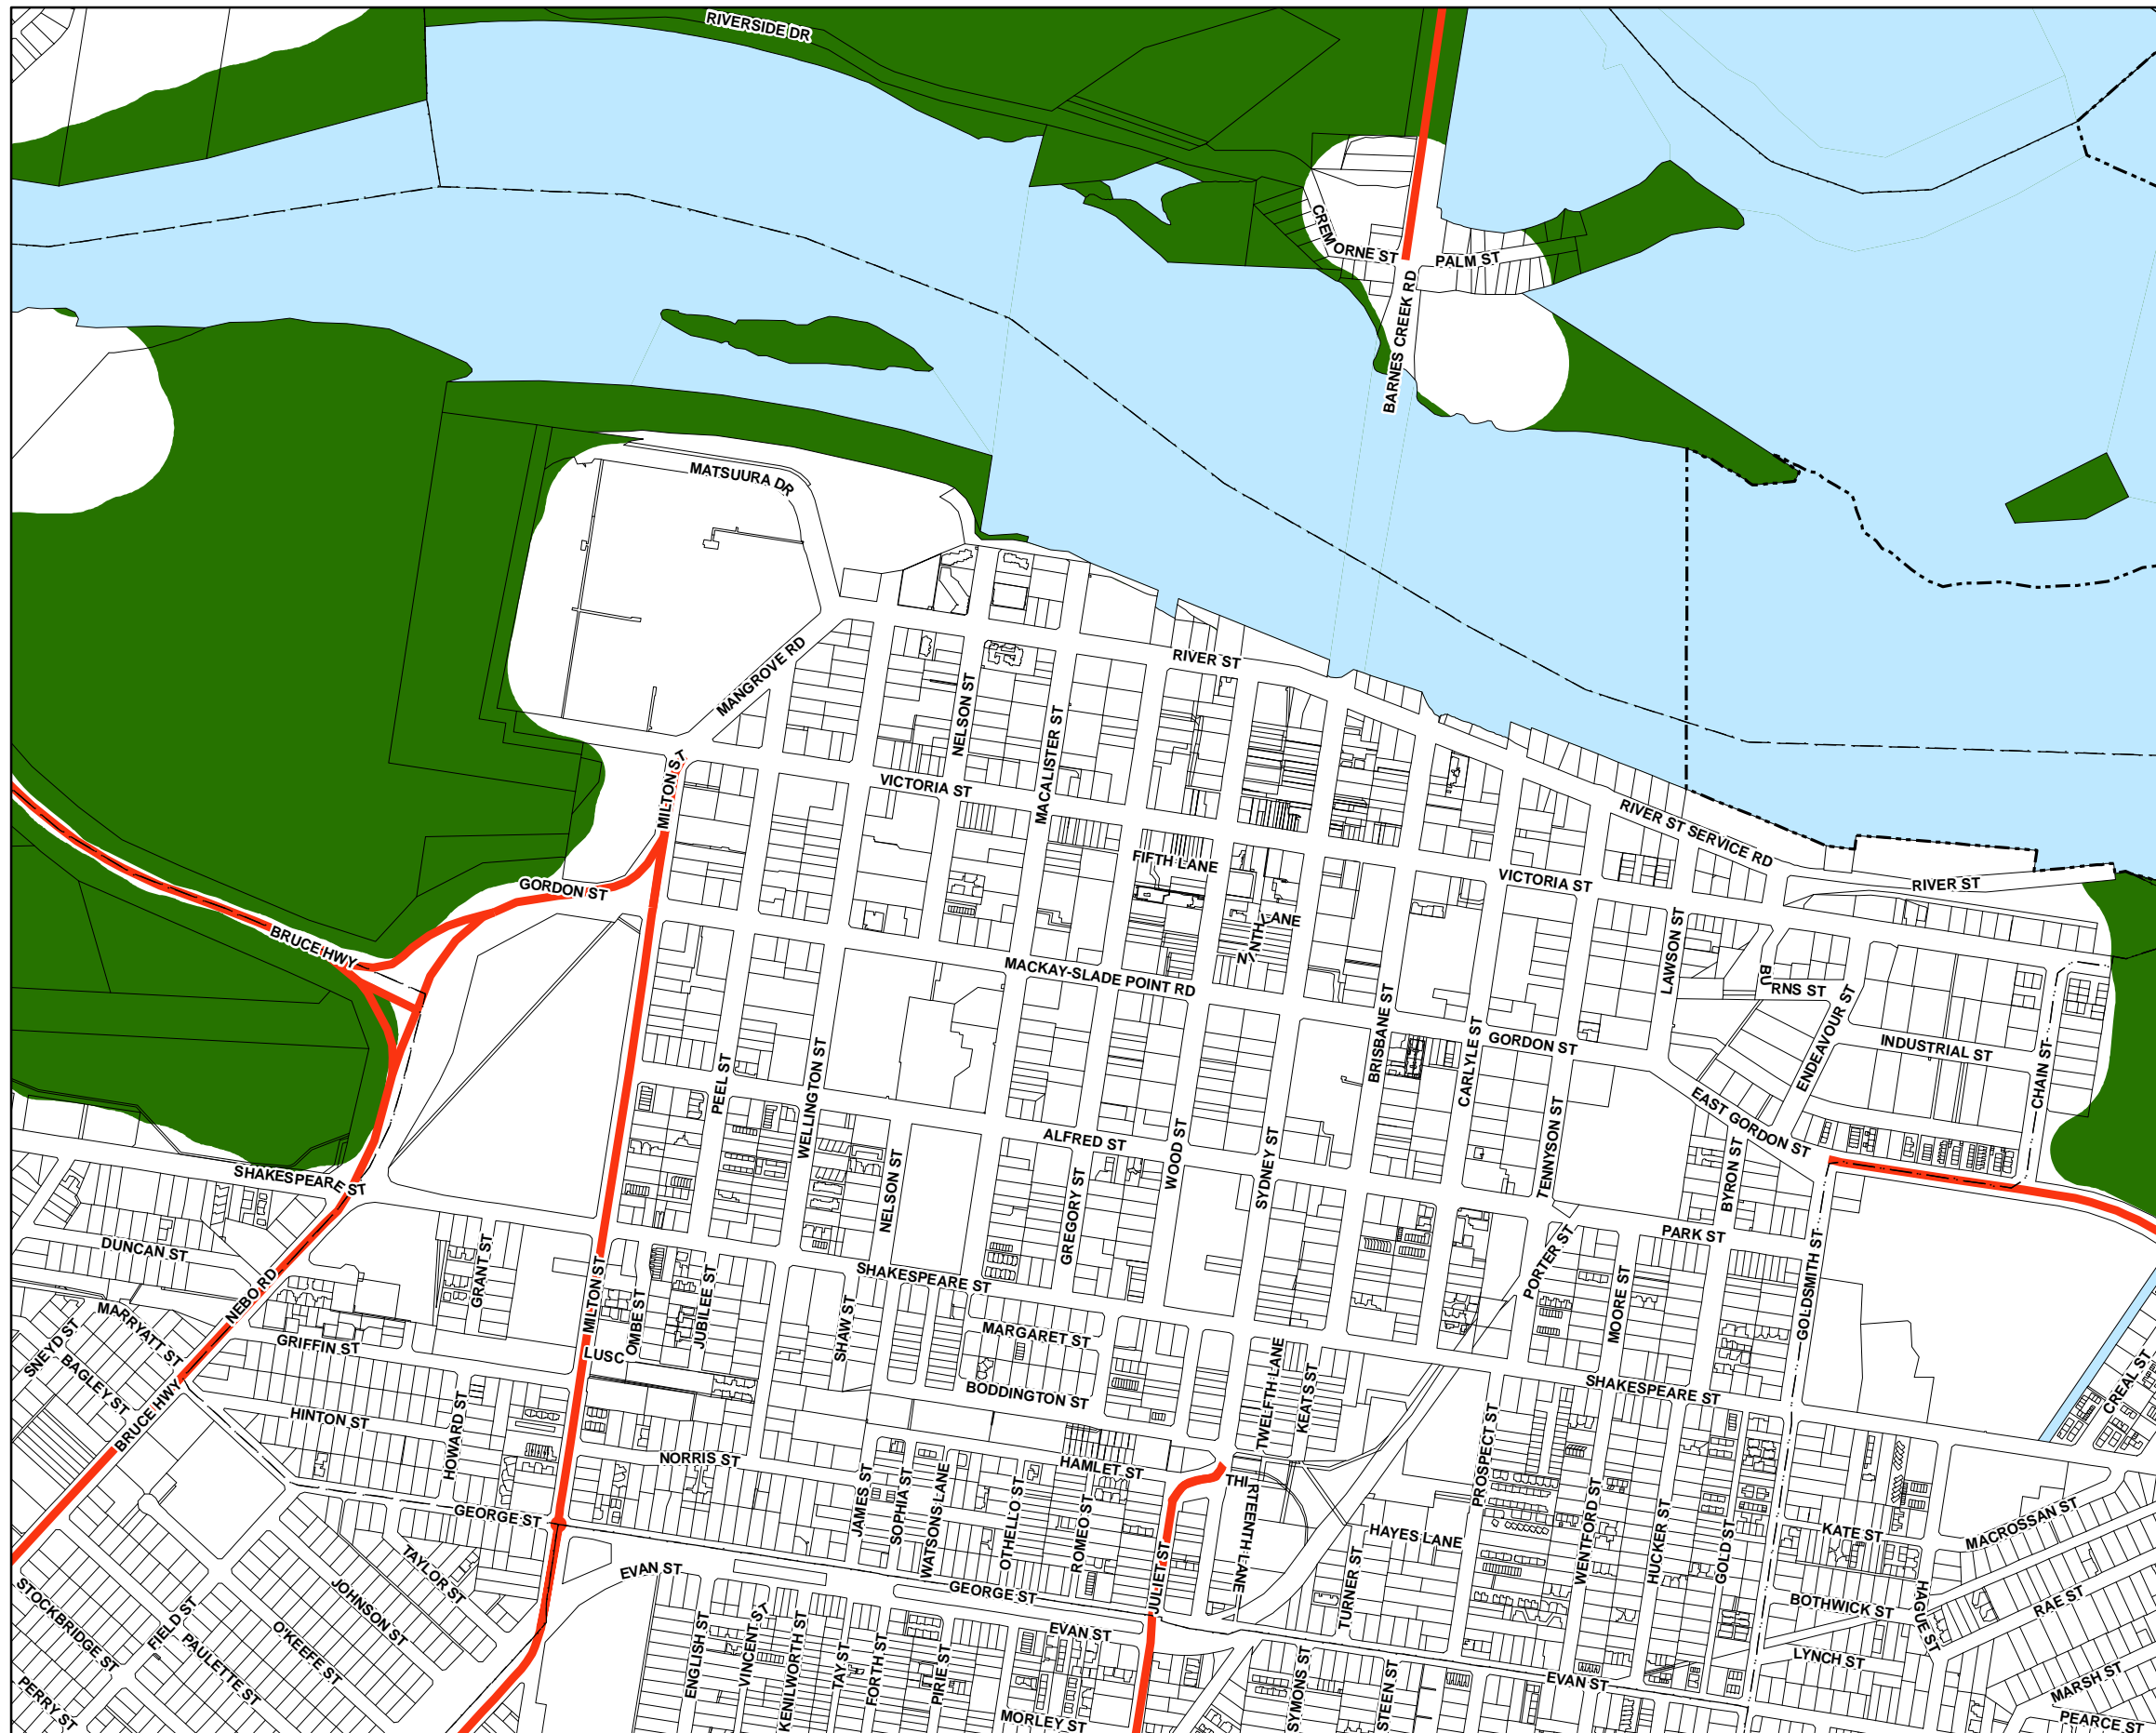 RIVERSIDE DR
CREMORNE ST
PALM ST
BARNES CREEK RD
MATSUURA DR
MANGROVE RD
RIVER ST
NELSON ST
MACALISTER ST
MILTON ST
VICTORIA ST
RIVER ST SERVICE RD
FIFTH LANE
VICTORIA ST
RIVER ST
GORDON ST
NINTH LANE
LANE
LAWSON ST
BRUCE HWY
MACKAY-SLADE POINT RD
BURNS ST
BRISBANE ST
CARLYLE ST
GORDON ST
ENDEAVOUR ST
INDUSTRIAL ST
CHAIN ST
PEEL ST
WELLINGTON ST
EAST GORDON ST
ALFRED ST
WOOD ST
TENNYSON ST
BYRON ST
SHAKESPEARE ST
NELSON ST
GREGORY ST
SYDNEY ST
PARK ST
DUNCAN ST
GRANT ST
PORTER ST
GOLDSMITH ST
NEBO RD
MILTON ST
LUSCOMBE ST
JUBILEE ST
SHAW ST
SHAKESPEARE ST
MARGARET ST
MOORE ST
MARRYATT ST
SNEYD ST
BAGLEY ST
GRIFFIN ST
BRUCE HWY
BODDINGTON ST
TWELFTH LANE
KEATS ST
SHAKESPEARE ST
CREAL ST
HINTON ST
HOWARD ST
NORRIS ST
HAMLET ST
PROSPECT ST
THIRTEENTH LANE
GEORGE ST
JAMES ST
SOPHIA ST
WATSONS LANE
OTHELLO ST
ROMEO ST
JULIET ST
HAYES LANE
TURNER ST
WENTFORD ST
HUCKER ST
GOLD ST
KATE ST
MACROSSAN ST
TAYLOR ST
EVAN ST
GEORGE ST
EVAN ST
BOTHWICK ST
HAGUE ST
RAE ST
STOCKBRIDGE ST
FIELD ST
JOHNSON ST
O'KEEFE ST
PAULETTE ST
PERRY ST
ENGLISH ST
VINCENT ST
KENILWORTH ST
TAY ST
FORTH ST
PIRIE ST
MORLEY ST
SYMONS ST
STEEN ST
EVAN ST
LYNCH ST
MARSH ST
PEARCE ST